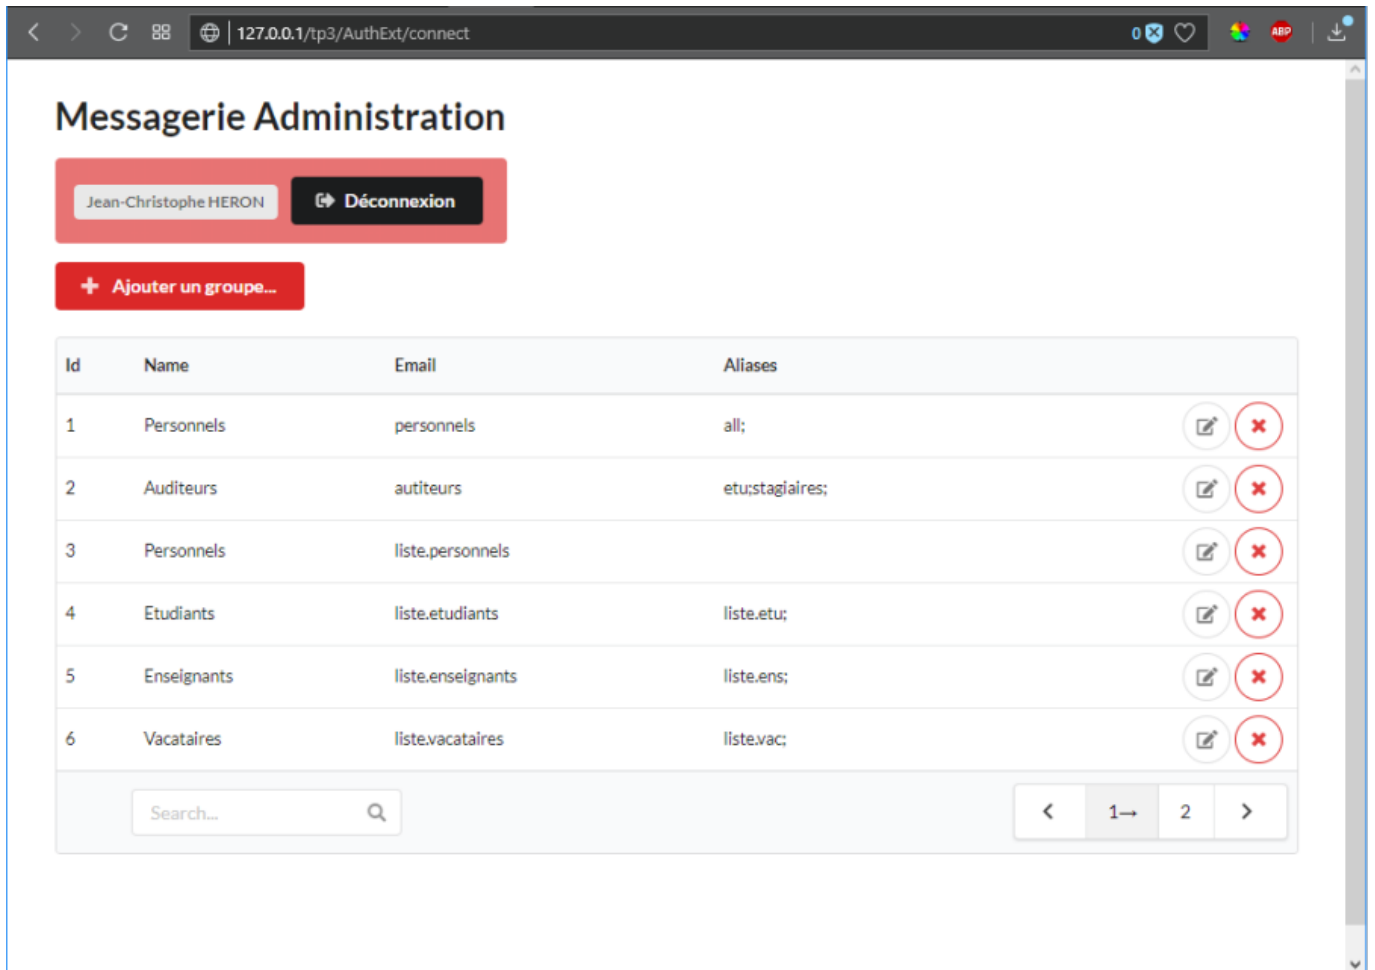 127.0.0.1/tp3/AuthExt/connect 0 ABP
Messagerie Administration
Jean-Christophe HERON Déconnexion
Ajouter un groupe...
Id Name Email Aliases
1 Personnels personnels all;
2 Auditeurs autiteurs etu;stagiaires;
3 Personnels liste.personnels
4 Etudiants liste.etudiants liste.etu;
5 Enseignants liste.enseignants liste.ens;
6 Vacataires liste.vacataires liste.vac;
Search... 1→ 2